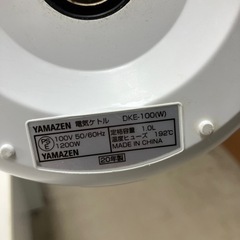 YAMAZEN 電気ケトル DKE-100(W)
PS E 100V 50/60Hz 定格容量 1.0L
1200W 温度ヒューズ 192℃
YAMAZEN MADE IN CHINA
20年製